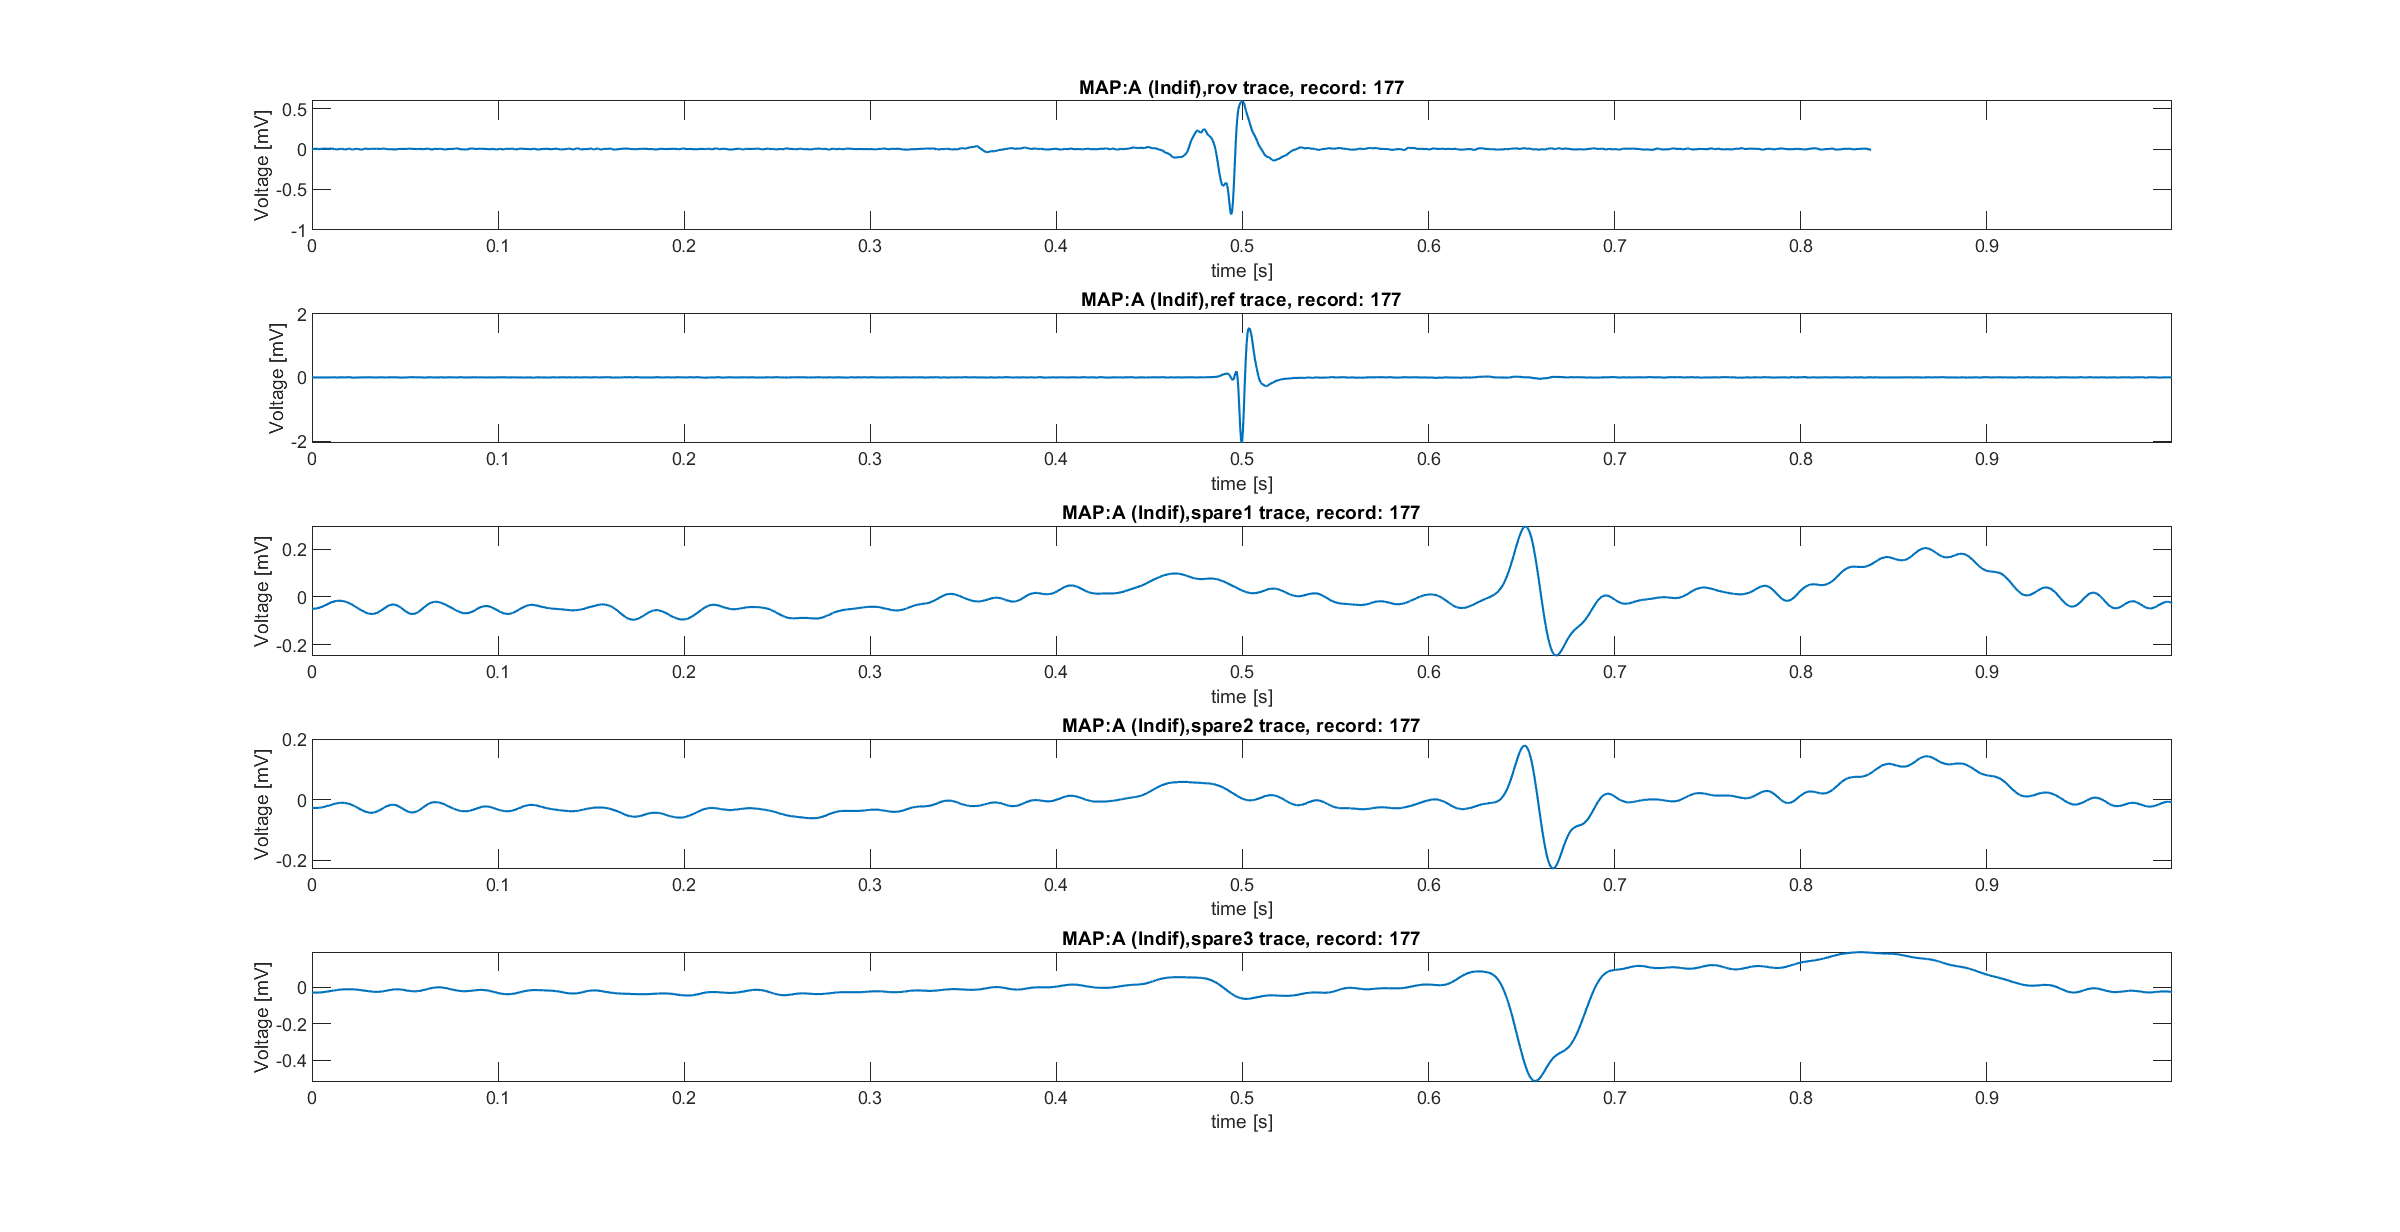 MAP:A (Indif),rov trace, record: 177
Voltage [mV]
0.5
0
-0.5
-1
0 0.1 0.2 0.3 0.4 0.5 0.6 0.7 0.8 0.9
time [s]
MAP:A (Indif),ref trace, record: 177
Voltage [mV]
2
0
-2
0 0.1 0.2 0.3 0.4 0.5 0.6 0.7 0.8 0.9
time [s]
MAP:A (Indif),spare1 trace, record: 177
Voltage [mV]
0.2
0
-0.2
0 0.1 0.2 0.3 0.4 0.5 0.6 0.7 0.8 0.9
time [s]
MAP:A (Indif),spare2 trace, record: 177
Voltage [mV]
0.2
0
-0.2
0 0.1 0.2 0.3 0.4 0.5 0.6 0.7 0.8 0.9
time [s]
MAP:A (Indif),spare3 trace, record: 177
Voltage [mV]
0
-0.2
-0.4
0 0.1 0.2 0.3 0.4 0.5 0.6 0.7 0.8 0.9
time [s]